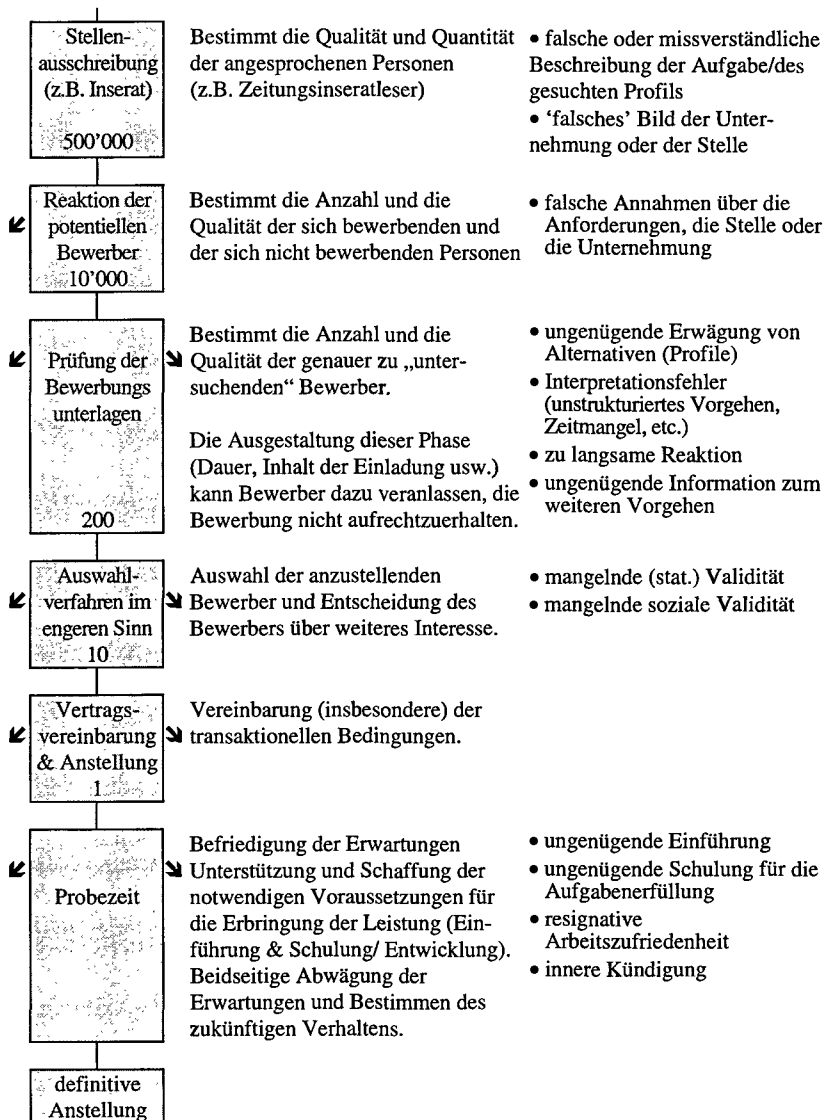 Stellen-
ausschreibung
(z.B. Inserat)
500'000
Bestimmt die Qualität und Quantität
der angesprochenen Personen
(z.B. Zeitungsinseratleser)
• falsche oder missverständliche
Beschreibung der Aufgabe/des
gesuchten Profils
• ‘falsches’ Bild der Unter-
nehmung oder der Stelle
Reaktion der
potentiellen
Bewerber
10'000
Bestimmt die Anzahl und die
Qualität der sich bewerbenden und
der sich nicht bewerbenden Personen
• falsche Annahmen über die
Anforderungen, die Stelle oder
die Unternehmung
Prüfung der
Bewerbungs
unterlagen
200
Bestimmt die Anzahl und die
Qualität der genauer zu „unter-
suchenden“ Bewerber.
Die Ausgestaltung dieser Phase
(Dauer, Inhalt der Einladung usw.)
kann Bewerber dazu veranlassen, die
Bewerbung nicht aufrechtzuerhalten.
• ungenügende Erwägung von
Alternativen (Profile)
• Interpretationsfehler
(unstrukturiertes Vorgehen,
Zeitmangel, etc.)
• zu langsame Reaktion
• ungenügende Information zum
weiteren Vorgehen
Auswahl-
verfahren im
engeren Sinn
10
Auswahl der anzustellenden
Bewerber und Entscheidung des
Bewerbers über weiteres Interesse.
• mangelnde (stat.) Validität
• mangelnde soziale Validität
Vertrags-
vereinbarung
& Anstellung
1
Vereinbarung (insbesondere) der
transaktionellen Bedingungen.
Probezeit
Befriedigung der Erwartungen
Unterstützung und Schaffung der
notwendigen Voraussetzungen für
die Erbringung der Leistung (Ein-
führung & Schulung/ Entwicklung).
Beidseitige Abwägung der
Erwartungen und Bestimmen des
zukünftigen Verhaltens.
• ungenügende Einführung
• ungenügende Schulung für die
Aufgabenerfüllung
• resignative
Arbeitszufriedenheit
• innere Kündigung
definitive
Anstellung